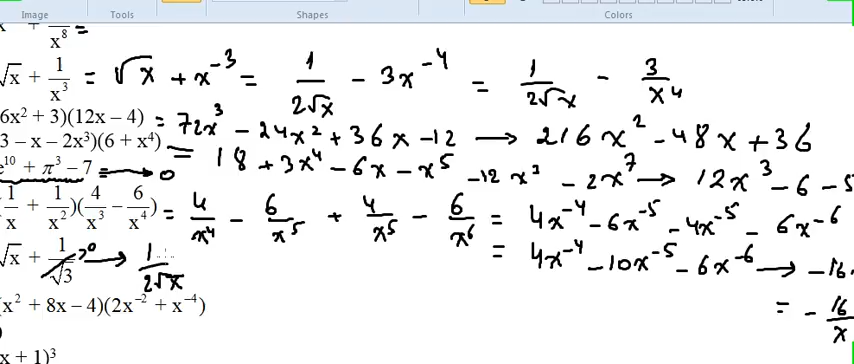 Image Tools Shapes Colors
x + 1/x⁸ =
√x + 1/x³ = √x + x⁻³ = 1/(2√x) − 3x⁻⁴ = 1/(2√x) − 3/x⁴
6x² + 3)(12x – 4) = 72x³ − 24x² + 36x − 12 → 216x² − 48x + 36
3 – x – 2x³)(6 + x⁴) = 18 + 3x⁴ − 6x − x⁵ − 12x³ − 2x⁷ → 12x³ − 6 − 5
e¹⁰ + π³ – 7 → 0
1/x + 1/x²)(4/x³ – 6/x⁴) = 4/x⁴ − 6/x⁵ + 4/x⁵ − 6/x⁶ = 4x⁻⁴ − 6x⁻⁵ − 4x⁻⁵ − 6x⁻⁶
= 4x⁻⁴ − 10x⁻⁵ − 6x⁻⁶ → −16
√x + 1/√3 → 0 → 1/(2√x)
= − 16/x
(x² + 8x – 4)(2x⁻² + x⁻⁴)
)
x + 1)³